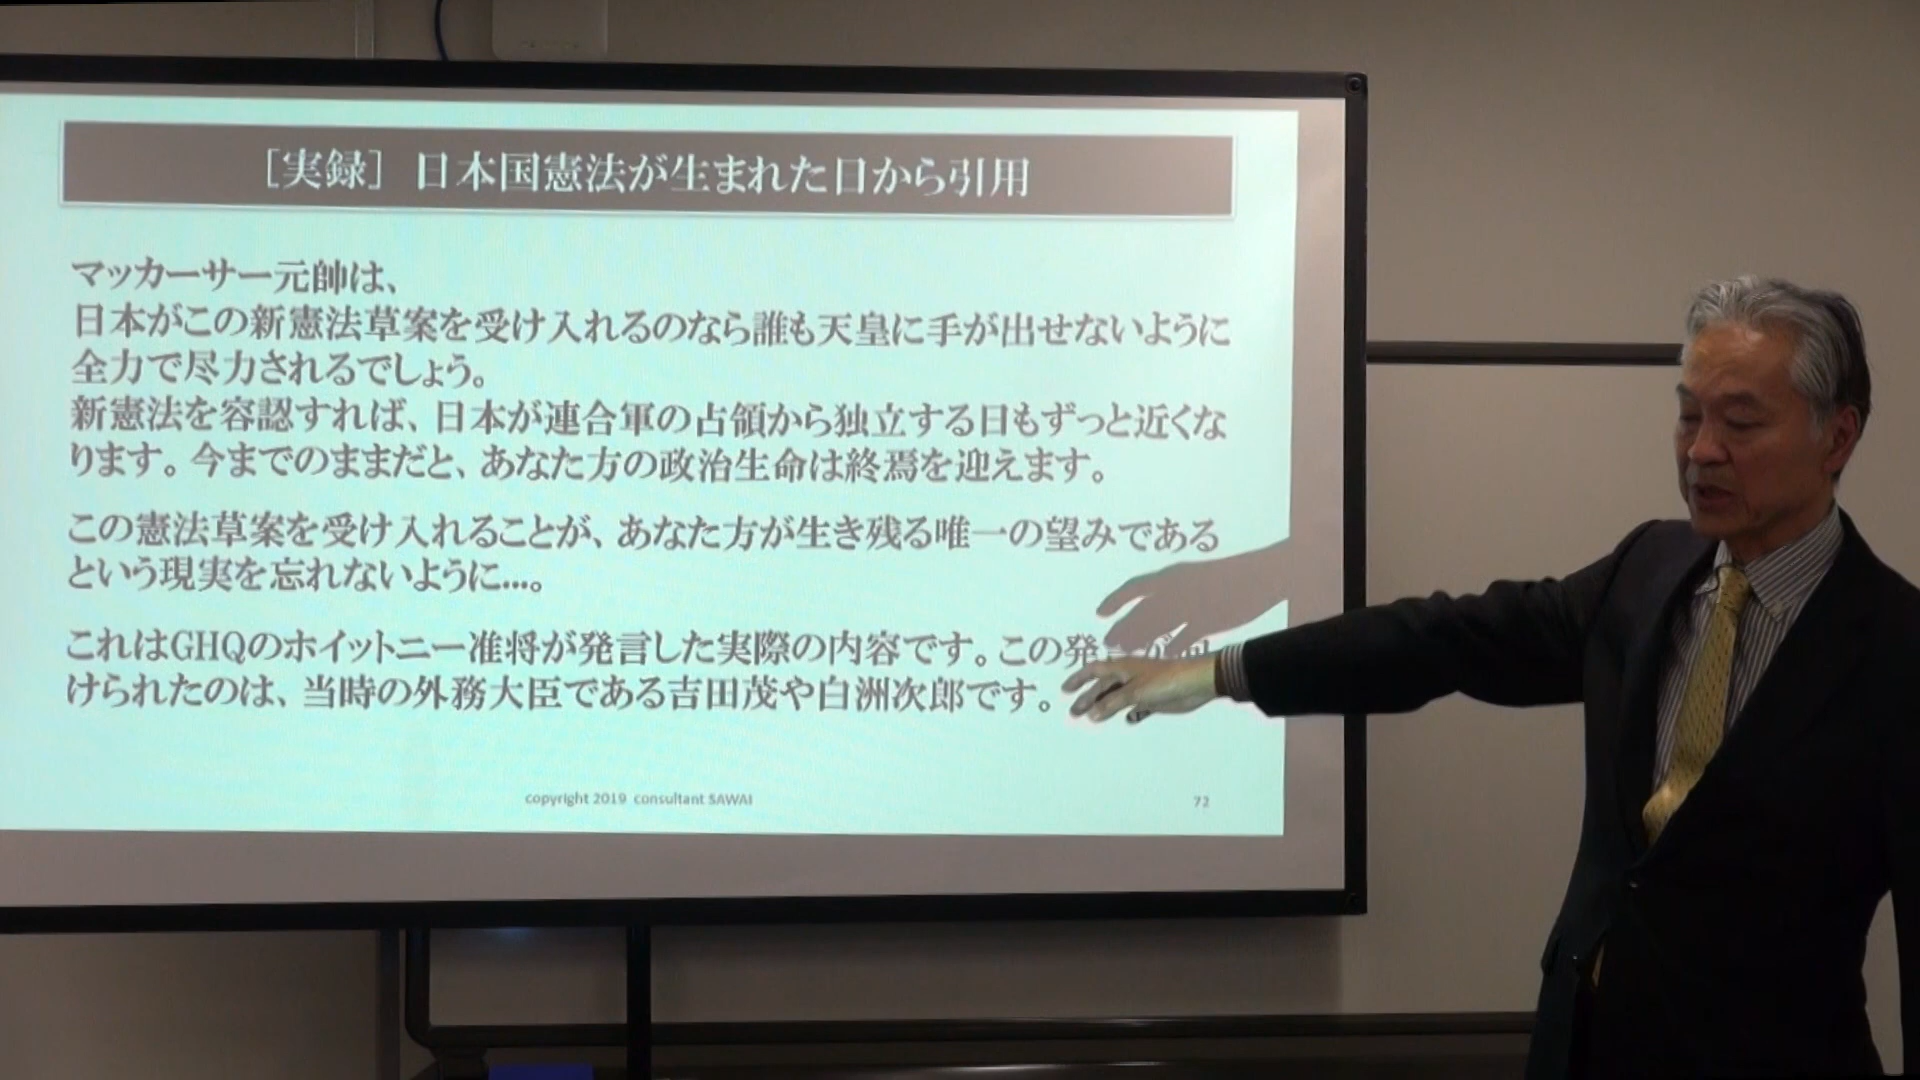 ［実録］ 日本国憲法が生まれた日から引用
マッカーサー元帥は、
日本がこの新憲法草案を受け入れるのなら誰も天皇に手が出せないように
全力で尽力されるでしょう。
新憲法を容認すれば、日本が連合軍の占領から独立する日もずっと近くな
ります。今までのままだと、あなた方の政治生命は終焉を迎えます。
この憲法草案を受け入れることが、あなた方が生き残る唯一の望みである
という現実を忘れないように…。
これはGHQのホイットニー准将が発言した実際の内容です。この発
けられたのは、当時の外務大臣である吉田茂や白洲次郎です。
copyright 2019 consultant SAWAI
72